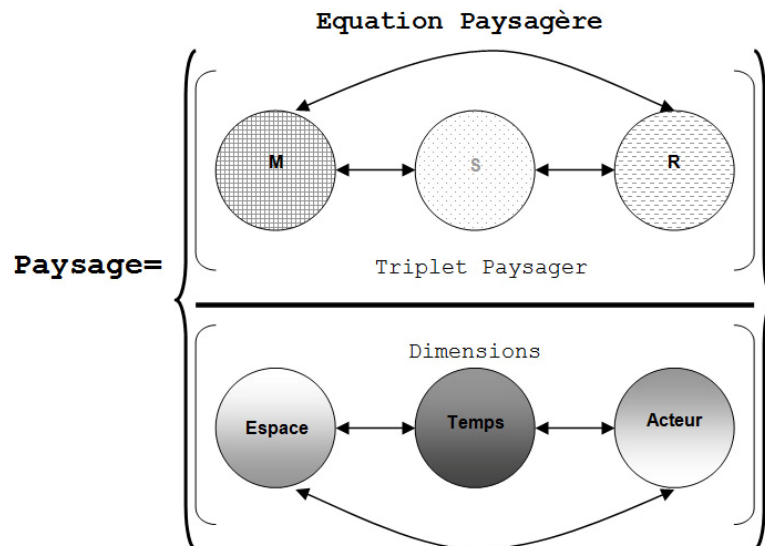 Equation Paysagère
M S R
Triplet Paysager
Paysage=
Dimensions
Espace Temps Acteur